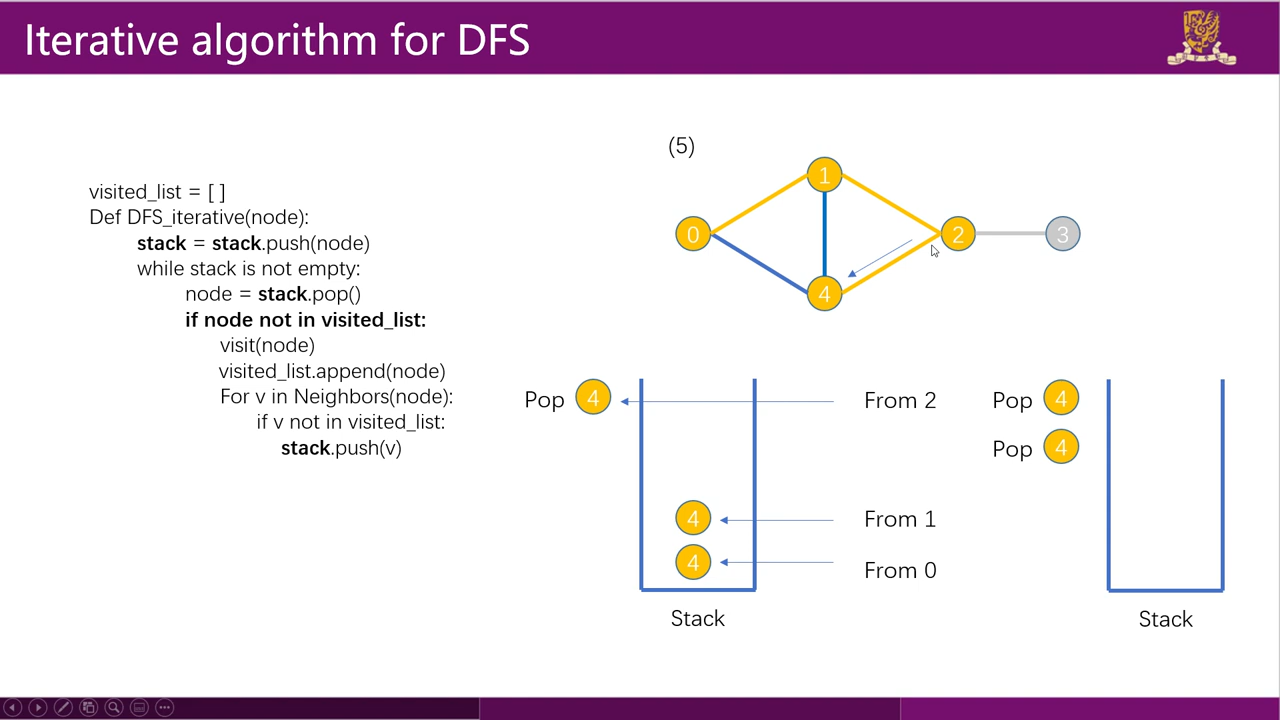 Iterative algorithm for DFS
visited_list = [ ]
Def DFS_iterative(node):
stack = stack.push(node)
while stack is not empty:
node = stack.pop()
if node not in visited_list:
visit(node)
visited_list.append(node)
For v in Neighbors(node):
if v not in visited_list:
stack.push(v)
(5)
1
0
2
3
4
Pop 4
From 2
4
From 1
4
From 0
Stack
Pop 4
Pop 4
Stack